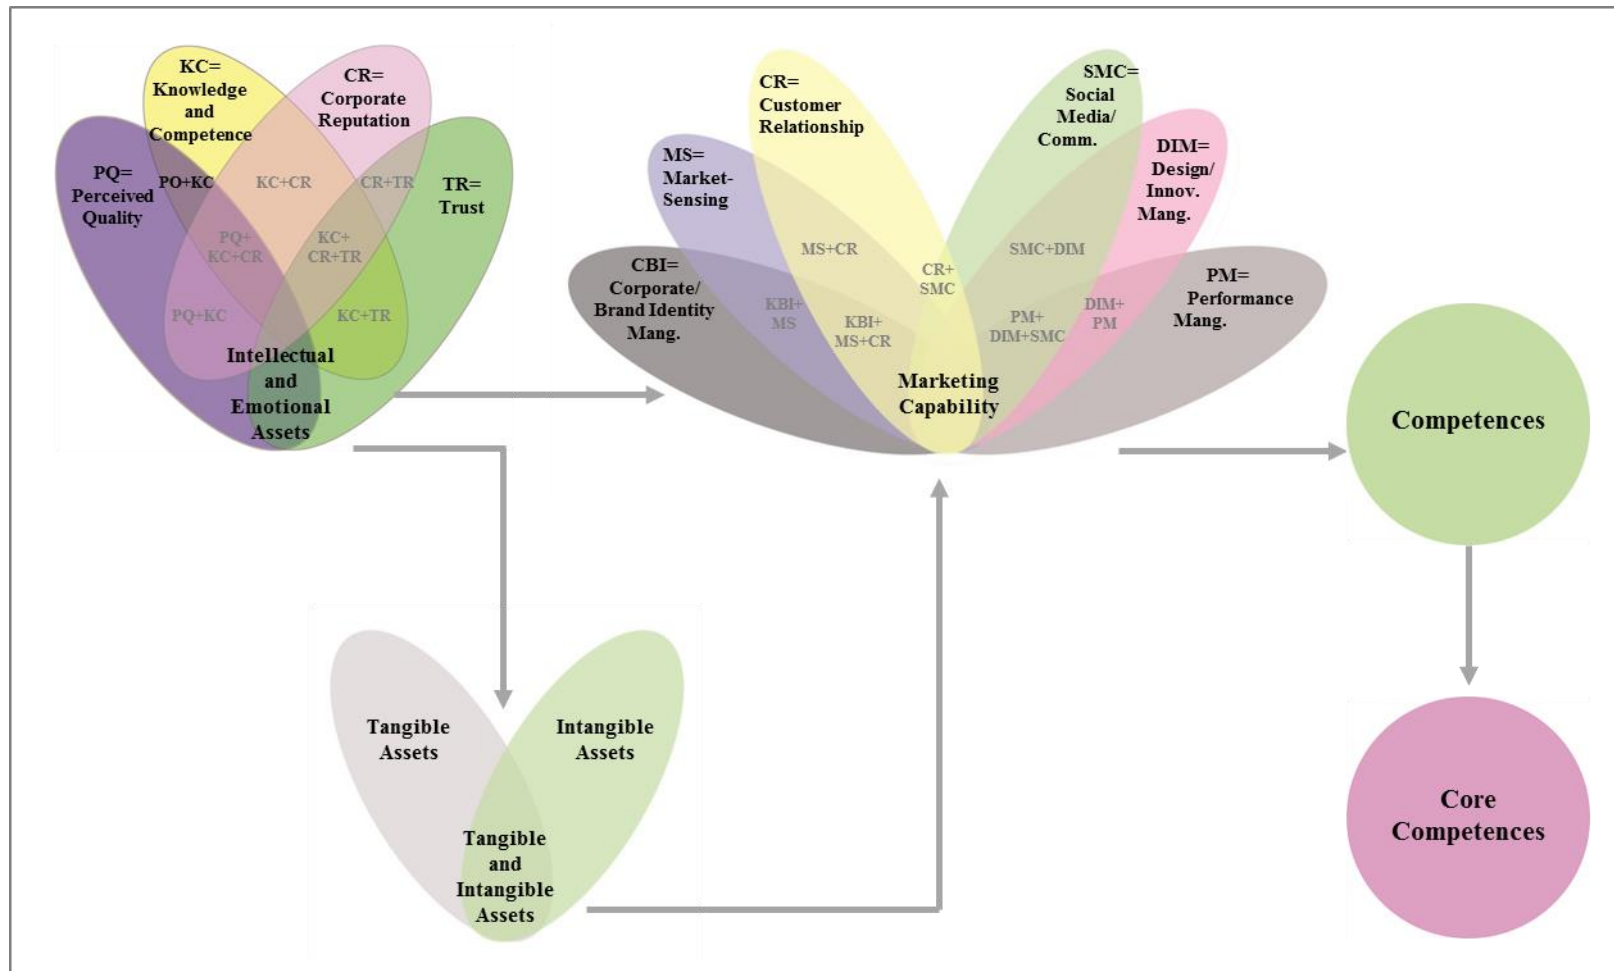 KC=
Knowledge
and
Competence
CR=
Corporate
Reputation
PQ=
Perceived
Quality
PO+KC
KC+CR
CR+TR
TR=
Trust
PQ+
KC+CR
KC+
CR+TR
PQ+KC
KC+TR
Intellectual
and
Emotional
Assets
CBI=
Corporate/
Brand Identity
Mang.
MS=
Market-
Sensing
CR=
Customer
Relationship
SMC=
Social
Media/
Comm.
DIM=
Design/
Innov.
Mang.
PM=
Performance
Mang.
MS+CR
CR+
SMC
SMC+DIM
KBI+
MS
KBI+
MS+CR
PM+
DIM+SMC
DIM+
PM
Marketing
Capability
Competences
Tangible
Assets
Intangible
Assets
Tangible
and
Intangible
Assets
Core
Competences